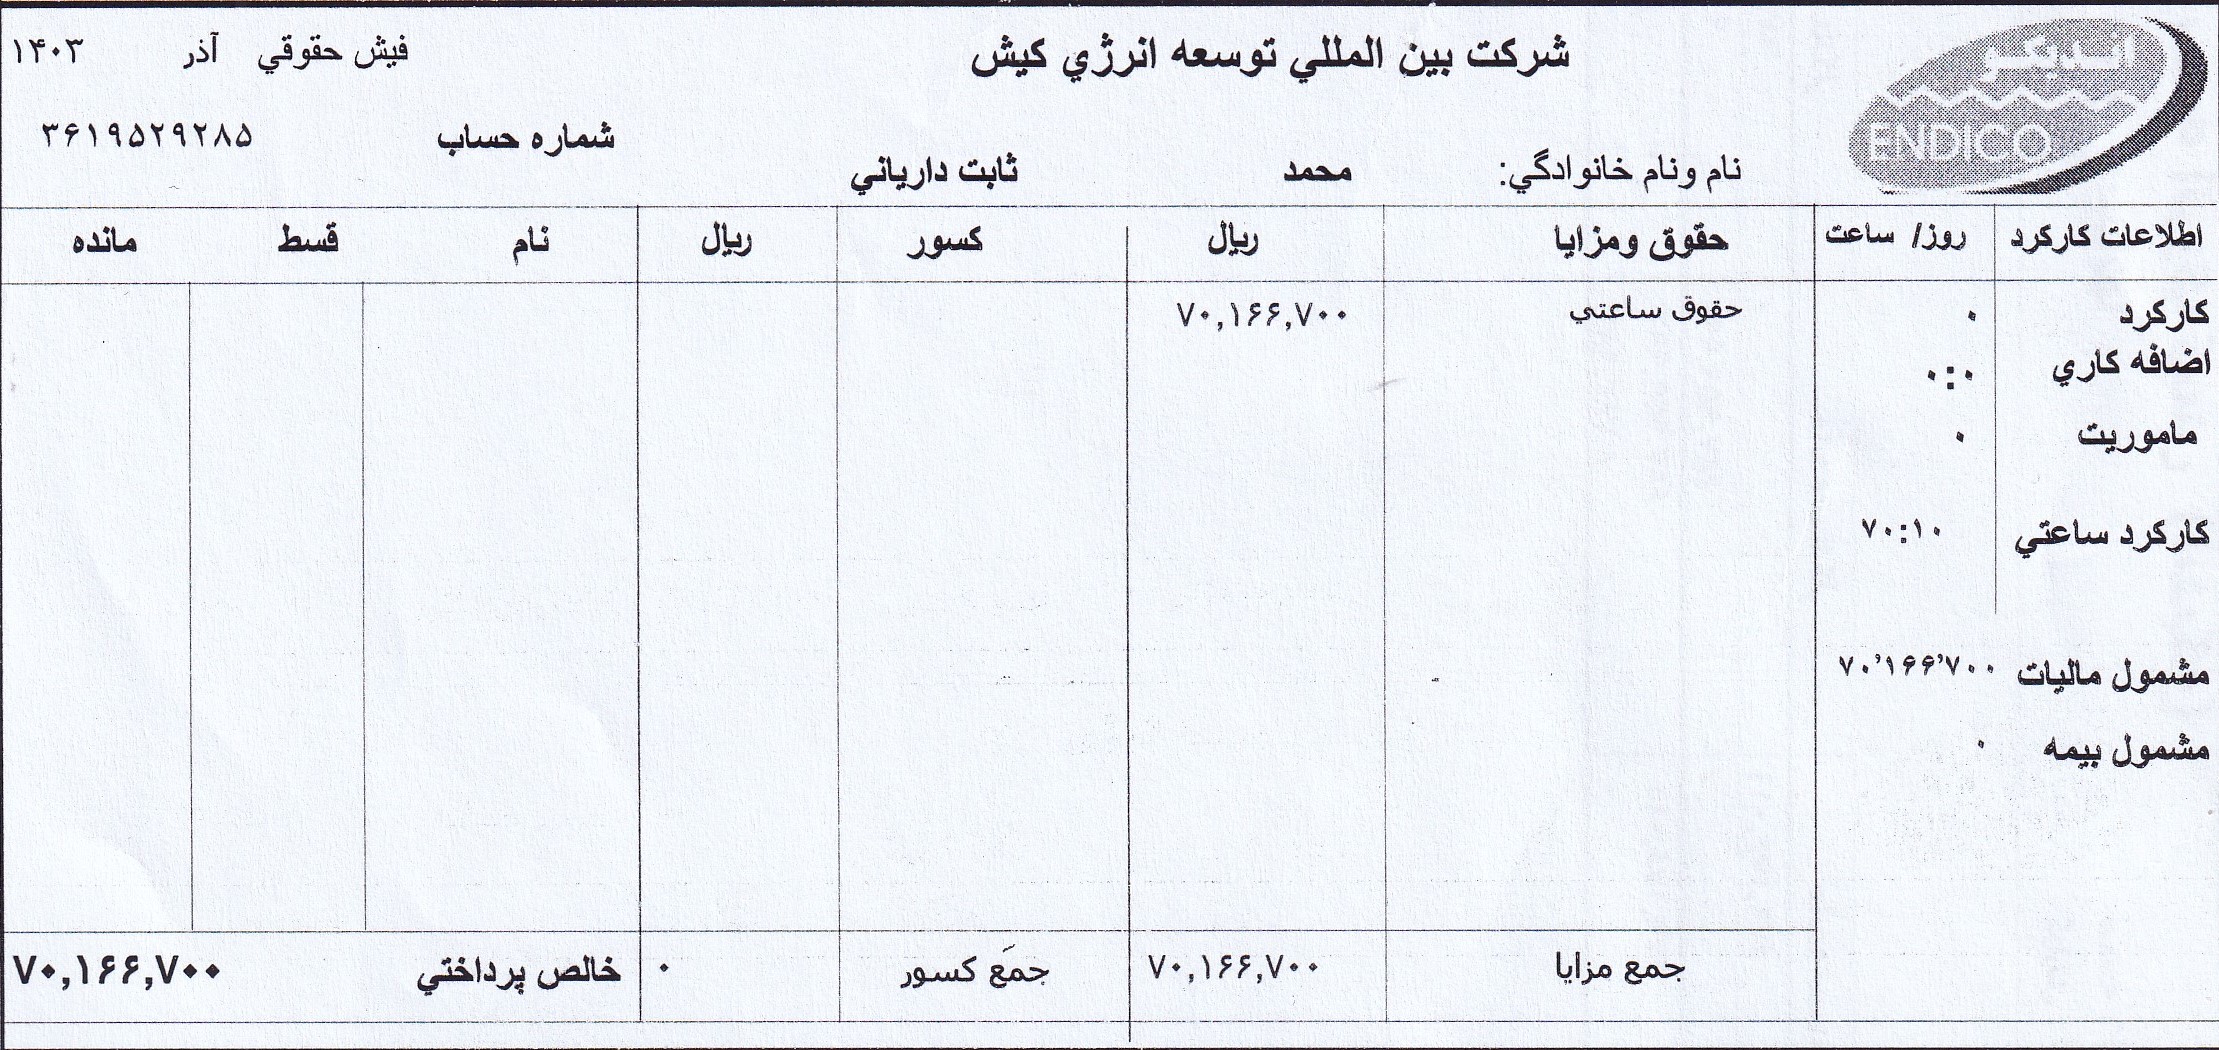 انديكو
ENDICO
شركت بين المللي توسعه انرژي كيش
فيش حقوقي آذر ۱۴۰۳
نام ونام خانوادگي: محمد ثابت دارياني
شماره حساب ۳۶۱۹۵۲۹۲۸۵
اطلاعات كاركرد روز/ ساعت حقوق ومزايا ريال كسور ريال نام قسط مانده
كاركرد ۰ حقوق ساعتي ۷۰,۱۶۶,۷۰۰
اضافه كاري ۰:۰
ماموريت ۰
كاركرد ساعتي ۷۰:۱۰
مشمول ماليات ۷۰٬۱۶۶٬۷۰۰
مشمول بيمه ۰
جمع مزايا ۷۰,۱۶۶,۷۰۰ جمع كسور ۰ خالص پرداختي ۷۰,۱۶۶,۷۰۰